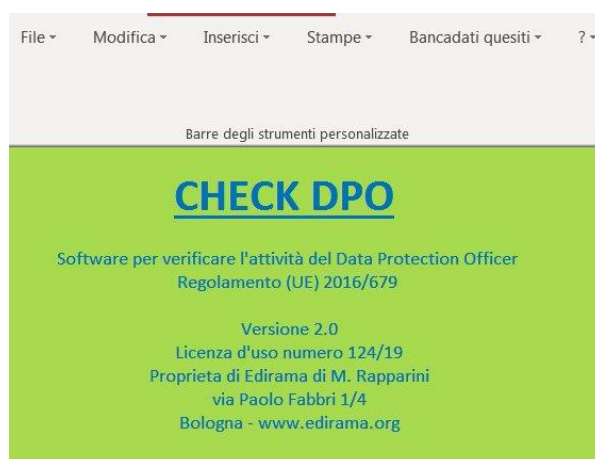 File Modifica Inserisci Stampe Bancadati quesiti ?
Barre degli strumenti personalizzate
CHECK DPO
Software per verificare l'attività del Data Protection Officer
Regolamento (UE) 2016/679
Versione 2.0
Licenza d'uso numero 124/19
Proprieta di Edirama di M. Rapparini
via Paolo Fabbri 1/4
Bologna - www.edirama.org